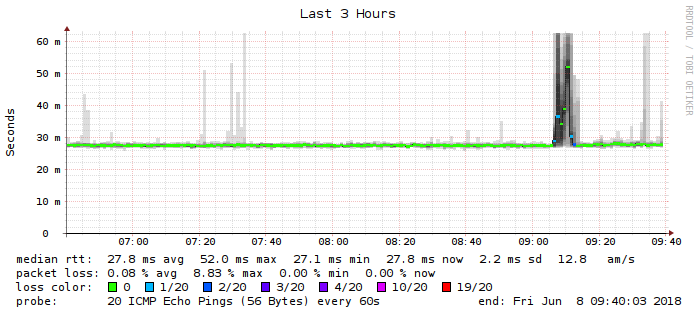 Last 3 Hours
RRDTOOL / TOBI OETIKER
Seconds
60 m
50 m
40 m
30 m
20 m
10 m
0
07:00 07:20 07:40 08:00 08:20 08:40 09:00 09:20 09:40
median rtt: 27.8 ms avg 52.0 ms max 27.1 ms min 27.8 ms now 2.2 ms sd 12.8 am/s
packet loss: 0.08 % avg 8.83 % max 0.00 % min 0.00 % now
loss color: 0 1/20 2/20 3/20 4/20 10/20 19/20
probe: 20 ICMP Echo Pings (56 Bytes) every 60s end: Fri Jun 8 09:40:03 2018